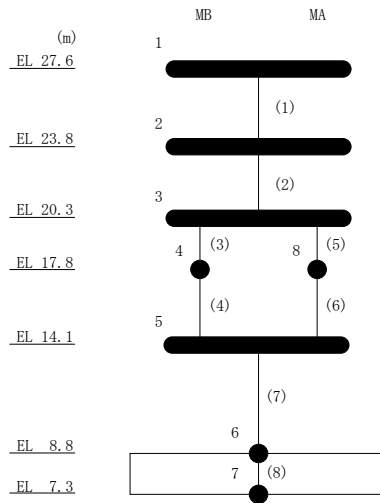 MB MA
(m)
1
EL 27.6
(1)
2
EL 23.8
(2)
3
EL 20.3
4 (3) 8 (5)
EL 17.8
(4) (6)
5
EL 14.1
(7)
6
EL 8.8
7 (8)
EL 7.3